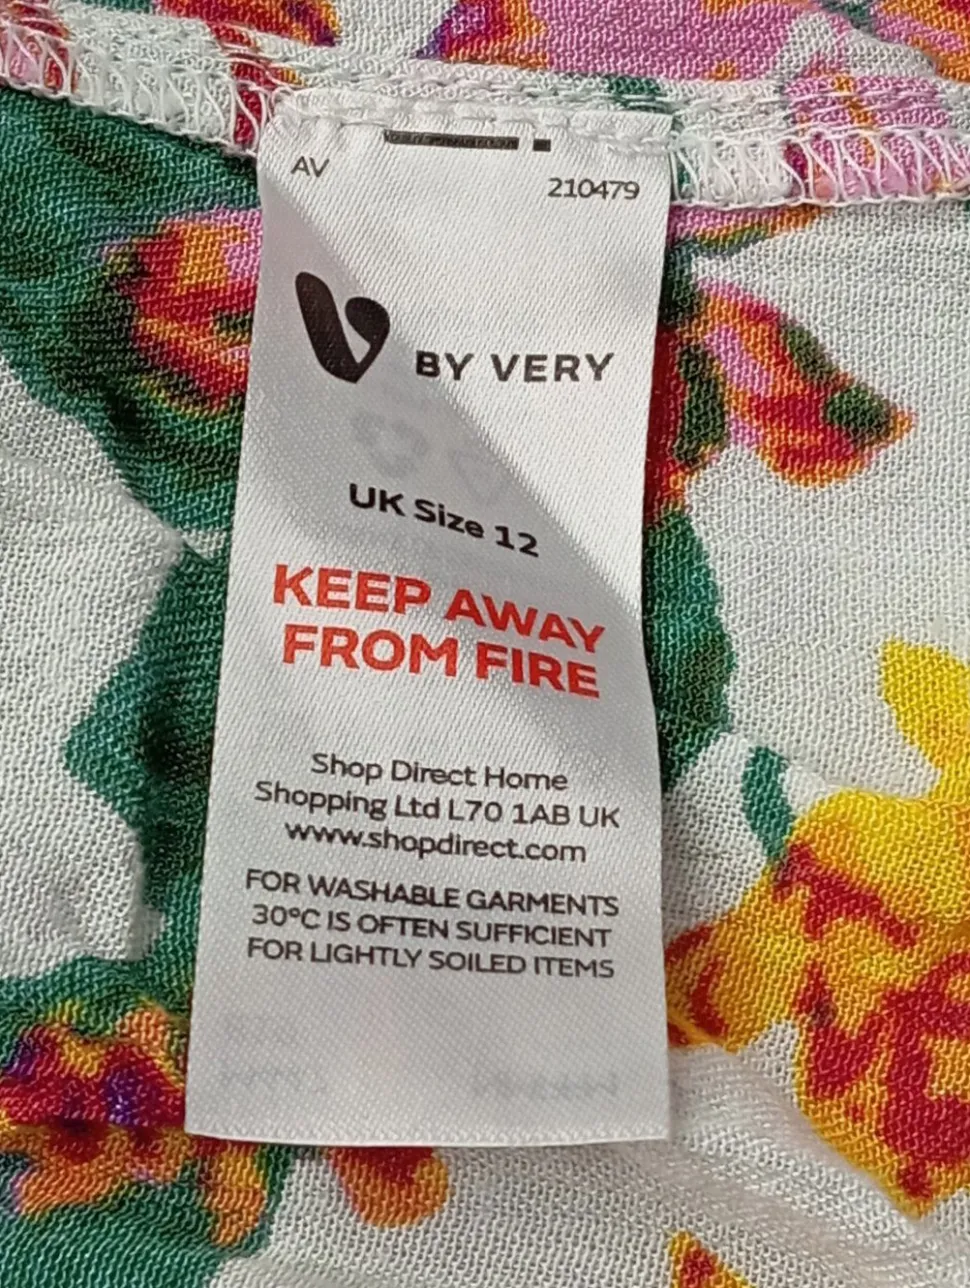 AV
210479
V BY VERY
UK Size 12
KEEP AWAY
FROM FIRE
Shop Direct Home
Shopping Ltd L70 1AB UK
www.shopdirect.com
FOR WASHABLE GARMENTS
30°C IS OFTEN SUFFICIENT
FOR LIGHTLY SOILED ITEMS